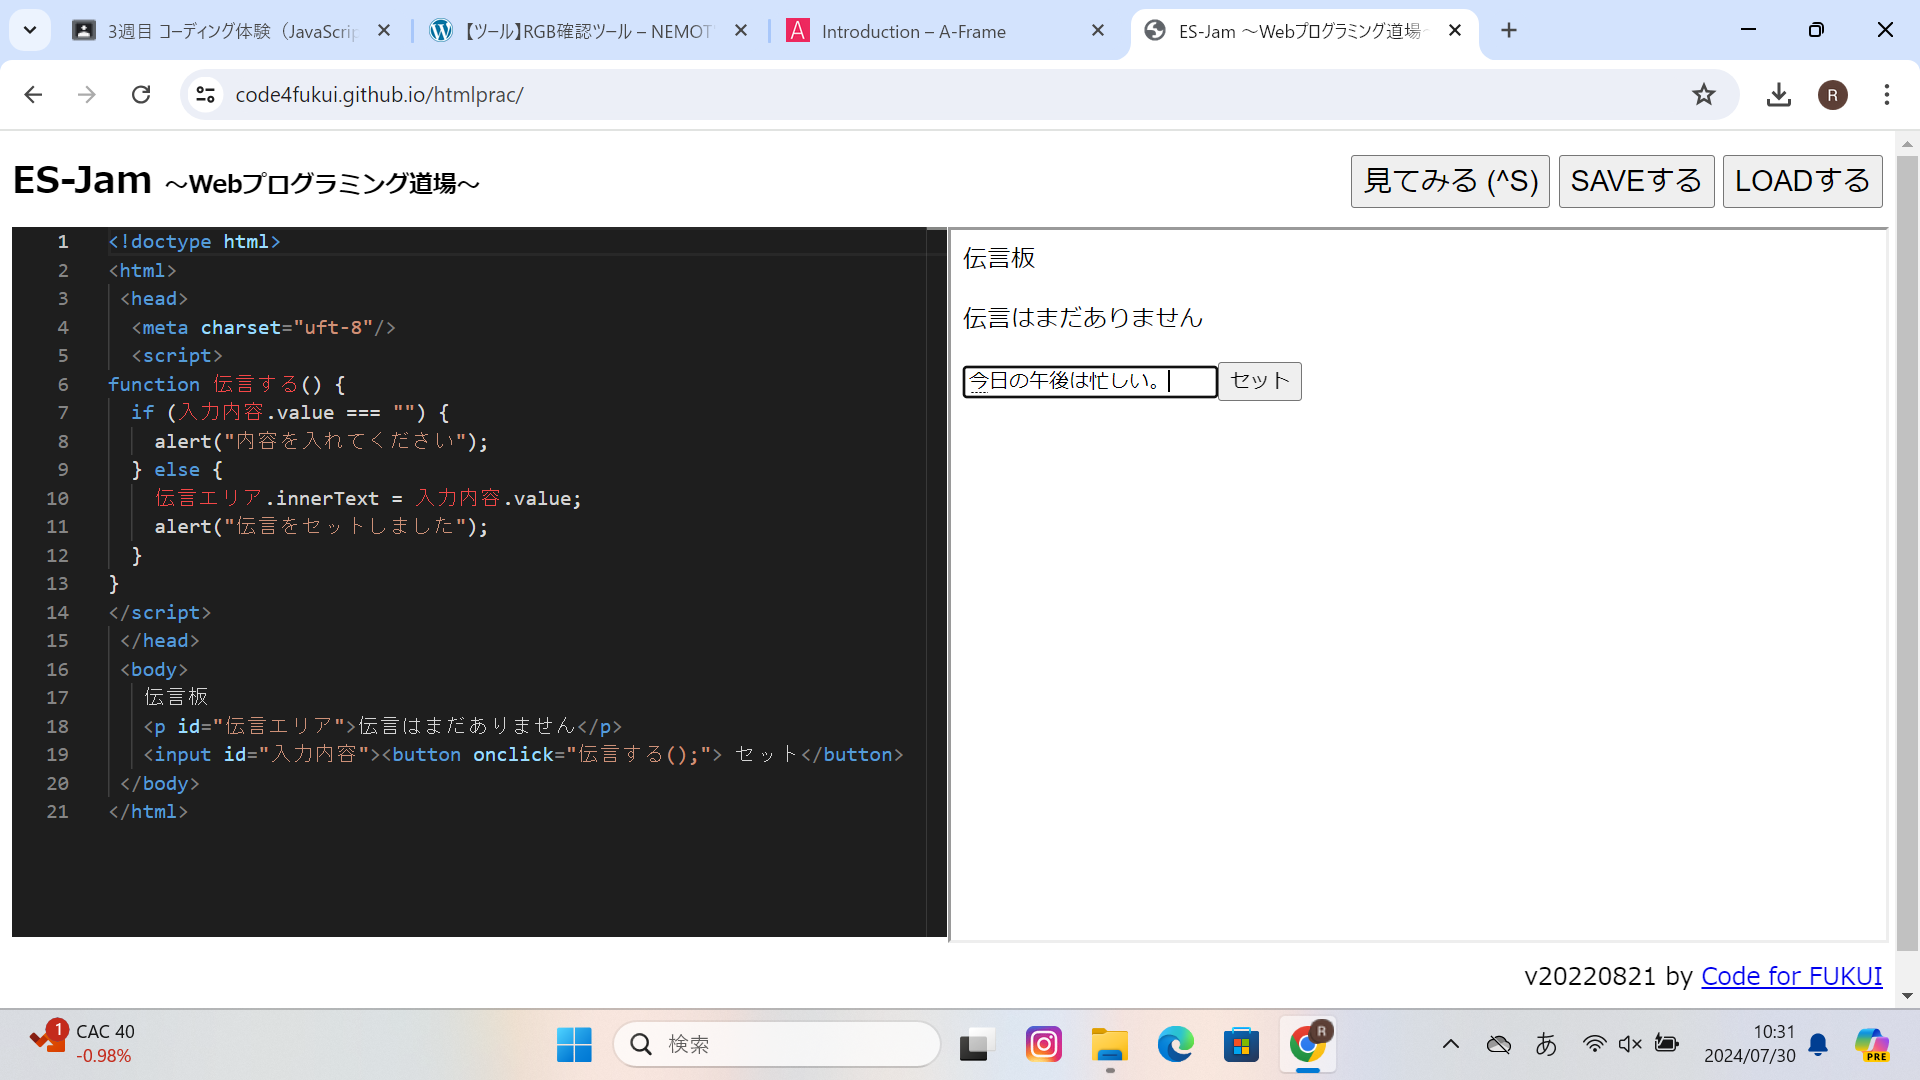 3週目 コーディング体験（JavaScrip
【ツール】RGB確認ツール – NEMOT
Introduction – A-Frame
ES-Jam ～Webプログラミング道場～
code4fukui.github.io/htmlprac/
R
ES-Jam ～Webプログラミング道場～
見てみる (^S)
SAVEする
LOADする
1 <!doctype html>
2 <html>
3 <head>
4 <meta charset="uft-8"/>
5 <script>
6 function 伝言する() {
7 if (入力内容.value === "") {
8 alert("内容を入れてください");
9 } else {
10 伝言エリア.innerText = 入力内容.value;
11 alert("伝言をセットしました");
12 }
13 }
14 </script>
15 </head>
16 <body>
17 伝言板
18 <p id="伝言エリア">伝言はまだありません</p>
19 <input id="入力内容"><button onclick="伝言する();"> セット</button>
20 </body>
21 </html>
伝言板
伝言はまだありません
今日の午後は忙しい。
セット
v20220821 by Code for FUKUI
1
CAC 40
-0.98%
検索
R
あ
10:31
2024/07/30
PRE